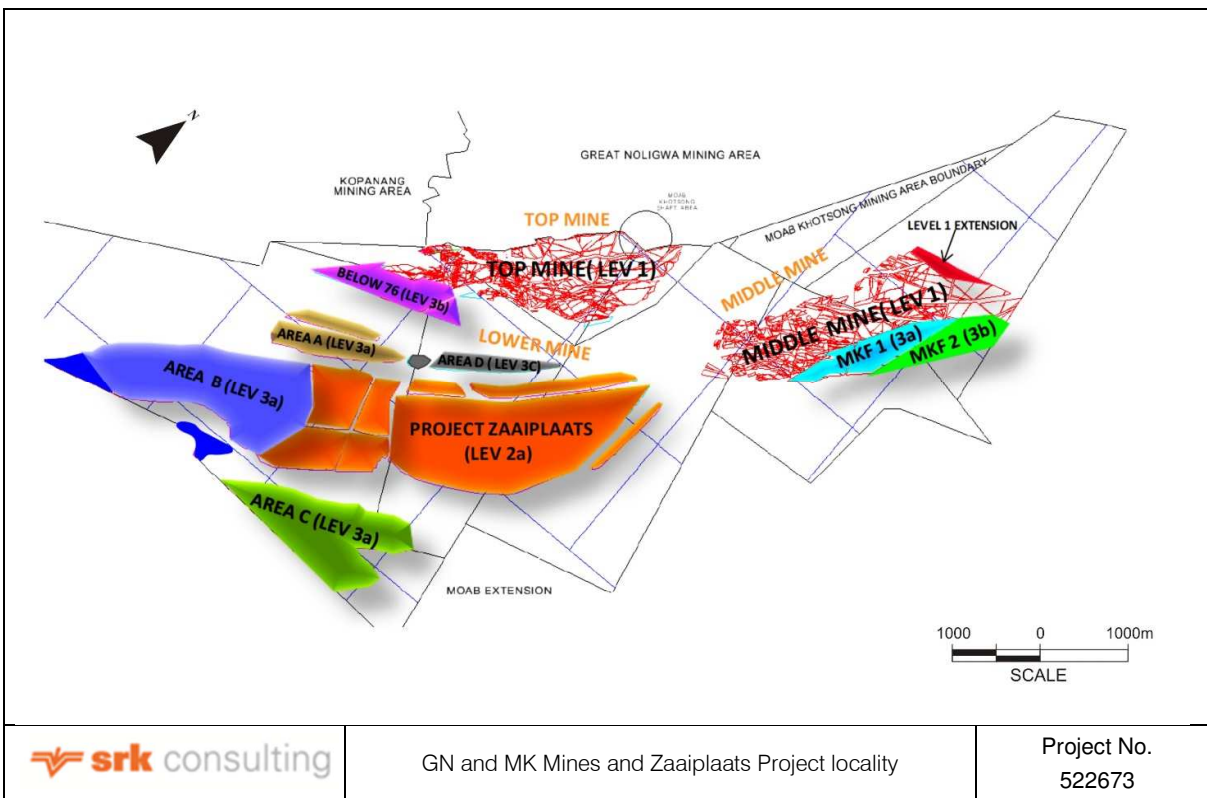 N
GREAT NOLIGWA MINING AREA
KOPANANG
MINING AREA
MOAB
KHOTSONG
SHAFT AREA
TOP MINE
MOAB KHOTSONG MINING AREA BOUNDARY
LEVEL 1 EXTENSION
MIDDLE MINE
TOP MINE( LEV 1)
BELOW 76 (LEV 3b)
MIDDLE MINE(LEV 1)
LOWER MINE
AREA A (LEV 3a)
AREA D (LEV 3C)
MKF 1 (3a)
MKF 2 (3b)
AREA B (LEV 3a)
PROJECT ZAAIPLAATS
(LEV 2a)
AREA C (LEV 3a)
MOAB EXTENSION
1000 0 1000m
SCALE
srk consulting
GN and MK Mines and Zaaiplaats Project locality
Project No.
522673